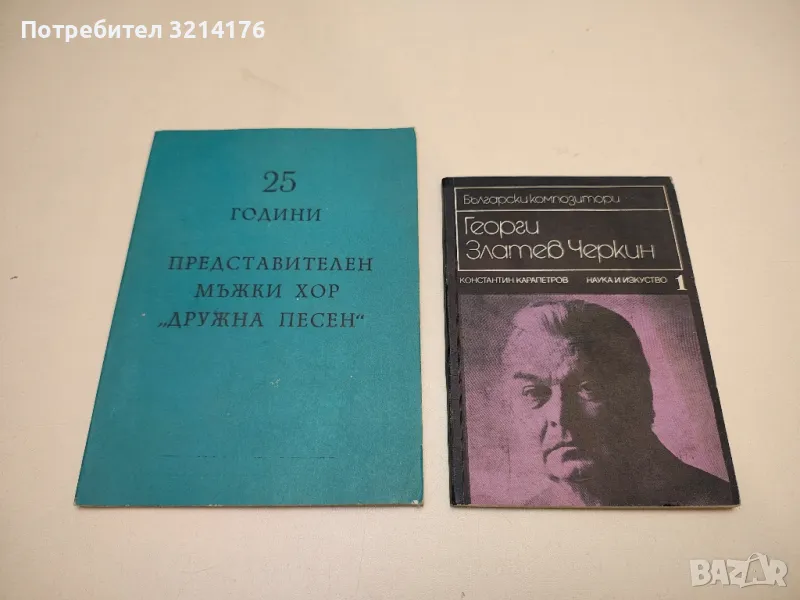 Потребител 3214176
25
ГОДИНИ
ПРЕДСТАВИТЕЛЕН
МЪЖКИ ХОР
„ДРУЖНА ПЕСЕН“
Български композитори
Георги
Златев Черкин
КОНСТАНТИН КАРАПЕТРОВ НАУКА И ИЗКУСТВО 1
BAZAR